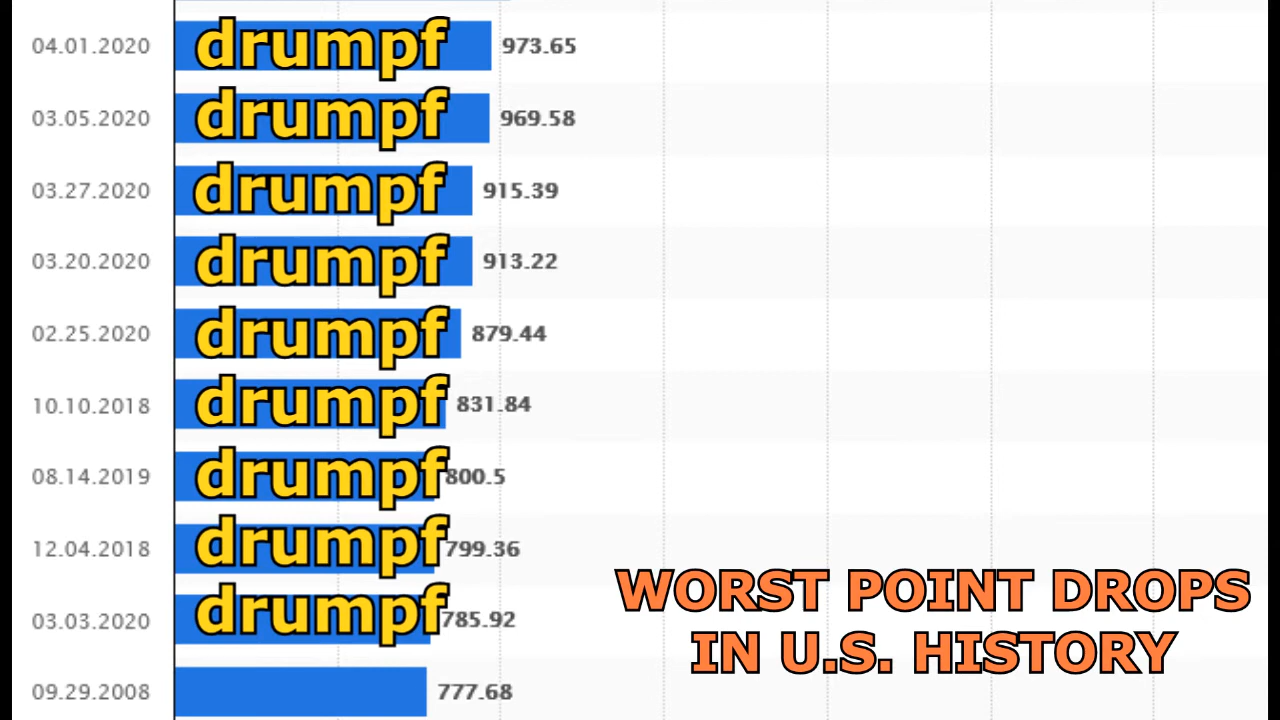 04.01.2020 drumpf 973.65
03.05.2020 drumpf 969.58
03.27.2020 drumpf 915.39
03.20.2020 drumpf 913.22
02.25.2020 drumpf 879.44
10.10.2018 drumpf 831.84
08.14.2019 drumpf 800.5
12.04.2018 drumpf 799.36
03.03.2020 drumpf 785.92
09.29.2008 777.68
WORST POINT DROPS
IN U.S. HISTORY